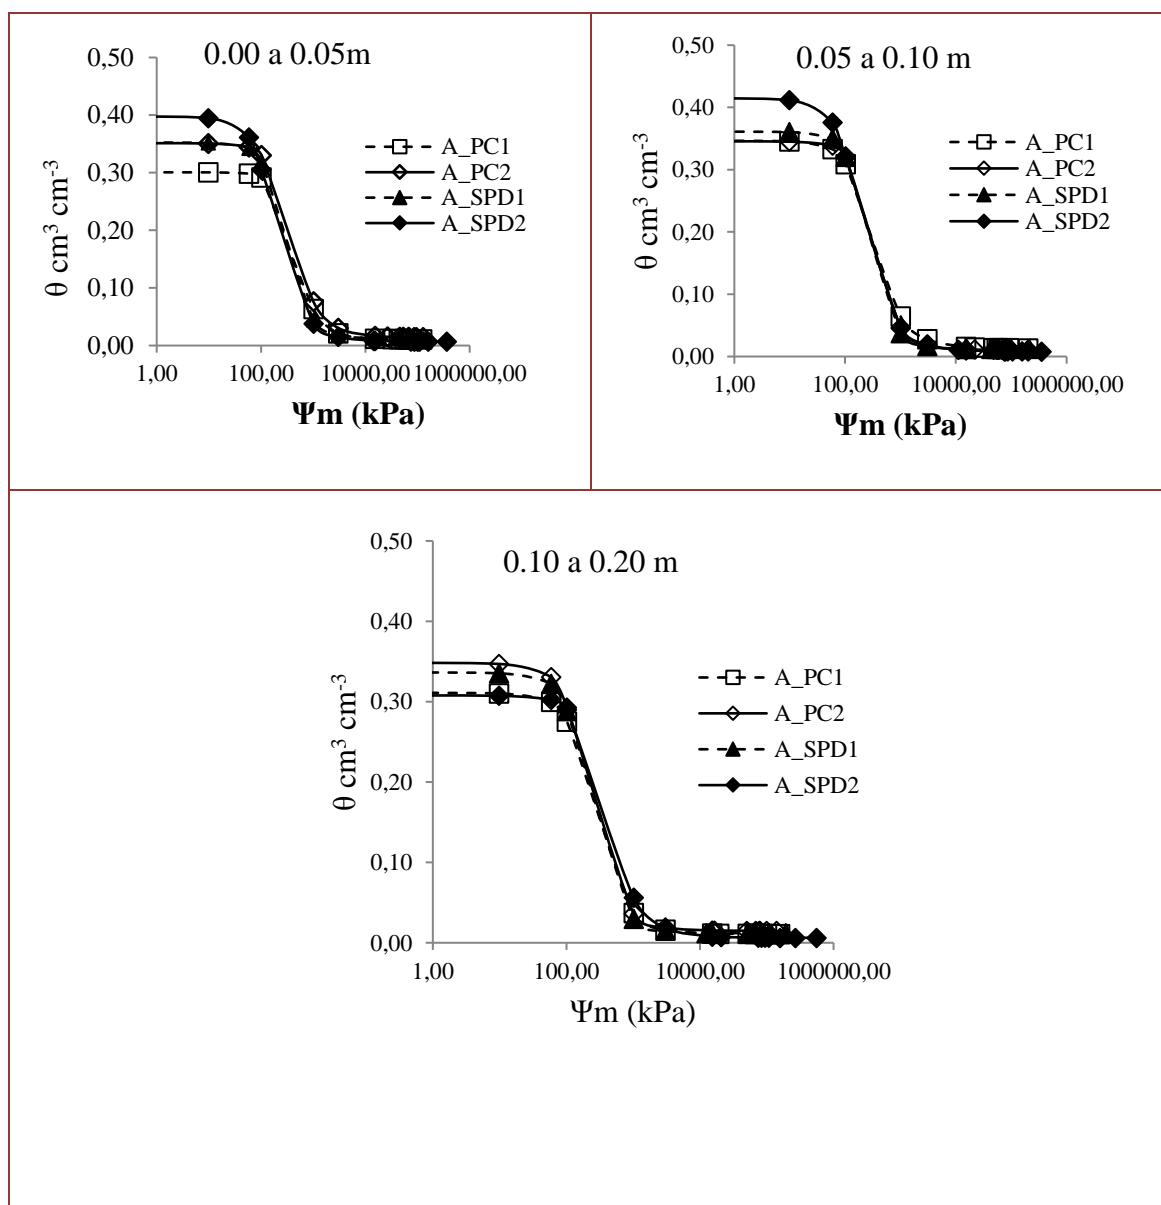 0.00 a 0.05m
0,50
0,40
0,30
0,20
0,10
0,00
θ cm³ cm⁻³
1,00
100,00
10000,00
1000000,00
Ψm (kPa)
A_PC1
A_PC2
A_SPD1
A_SPD2
0.05 a 0.10 m
0,50
0,40
0,30
0,20
0,10
0,00
θ cm³ cm⁻³
1,00
100,00
10000,00
1000000,00
Ψm (kPa)
A_PC1
A_PC2
A_SPD1
A_SPD2
0.10 a 0.20 m
0,50
0,40
0,30
0,20
0,10
0,00
θ cm³ cm⁻³
1,00
100,00
10000,00
1000000,00
Ψm (kPa)
A_PC1
A_PC2
A_SPD1
A_SPD2